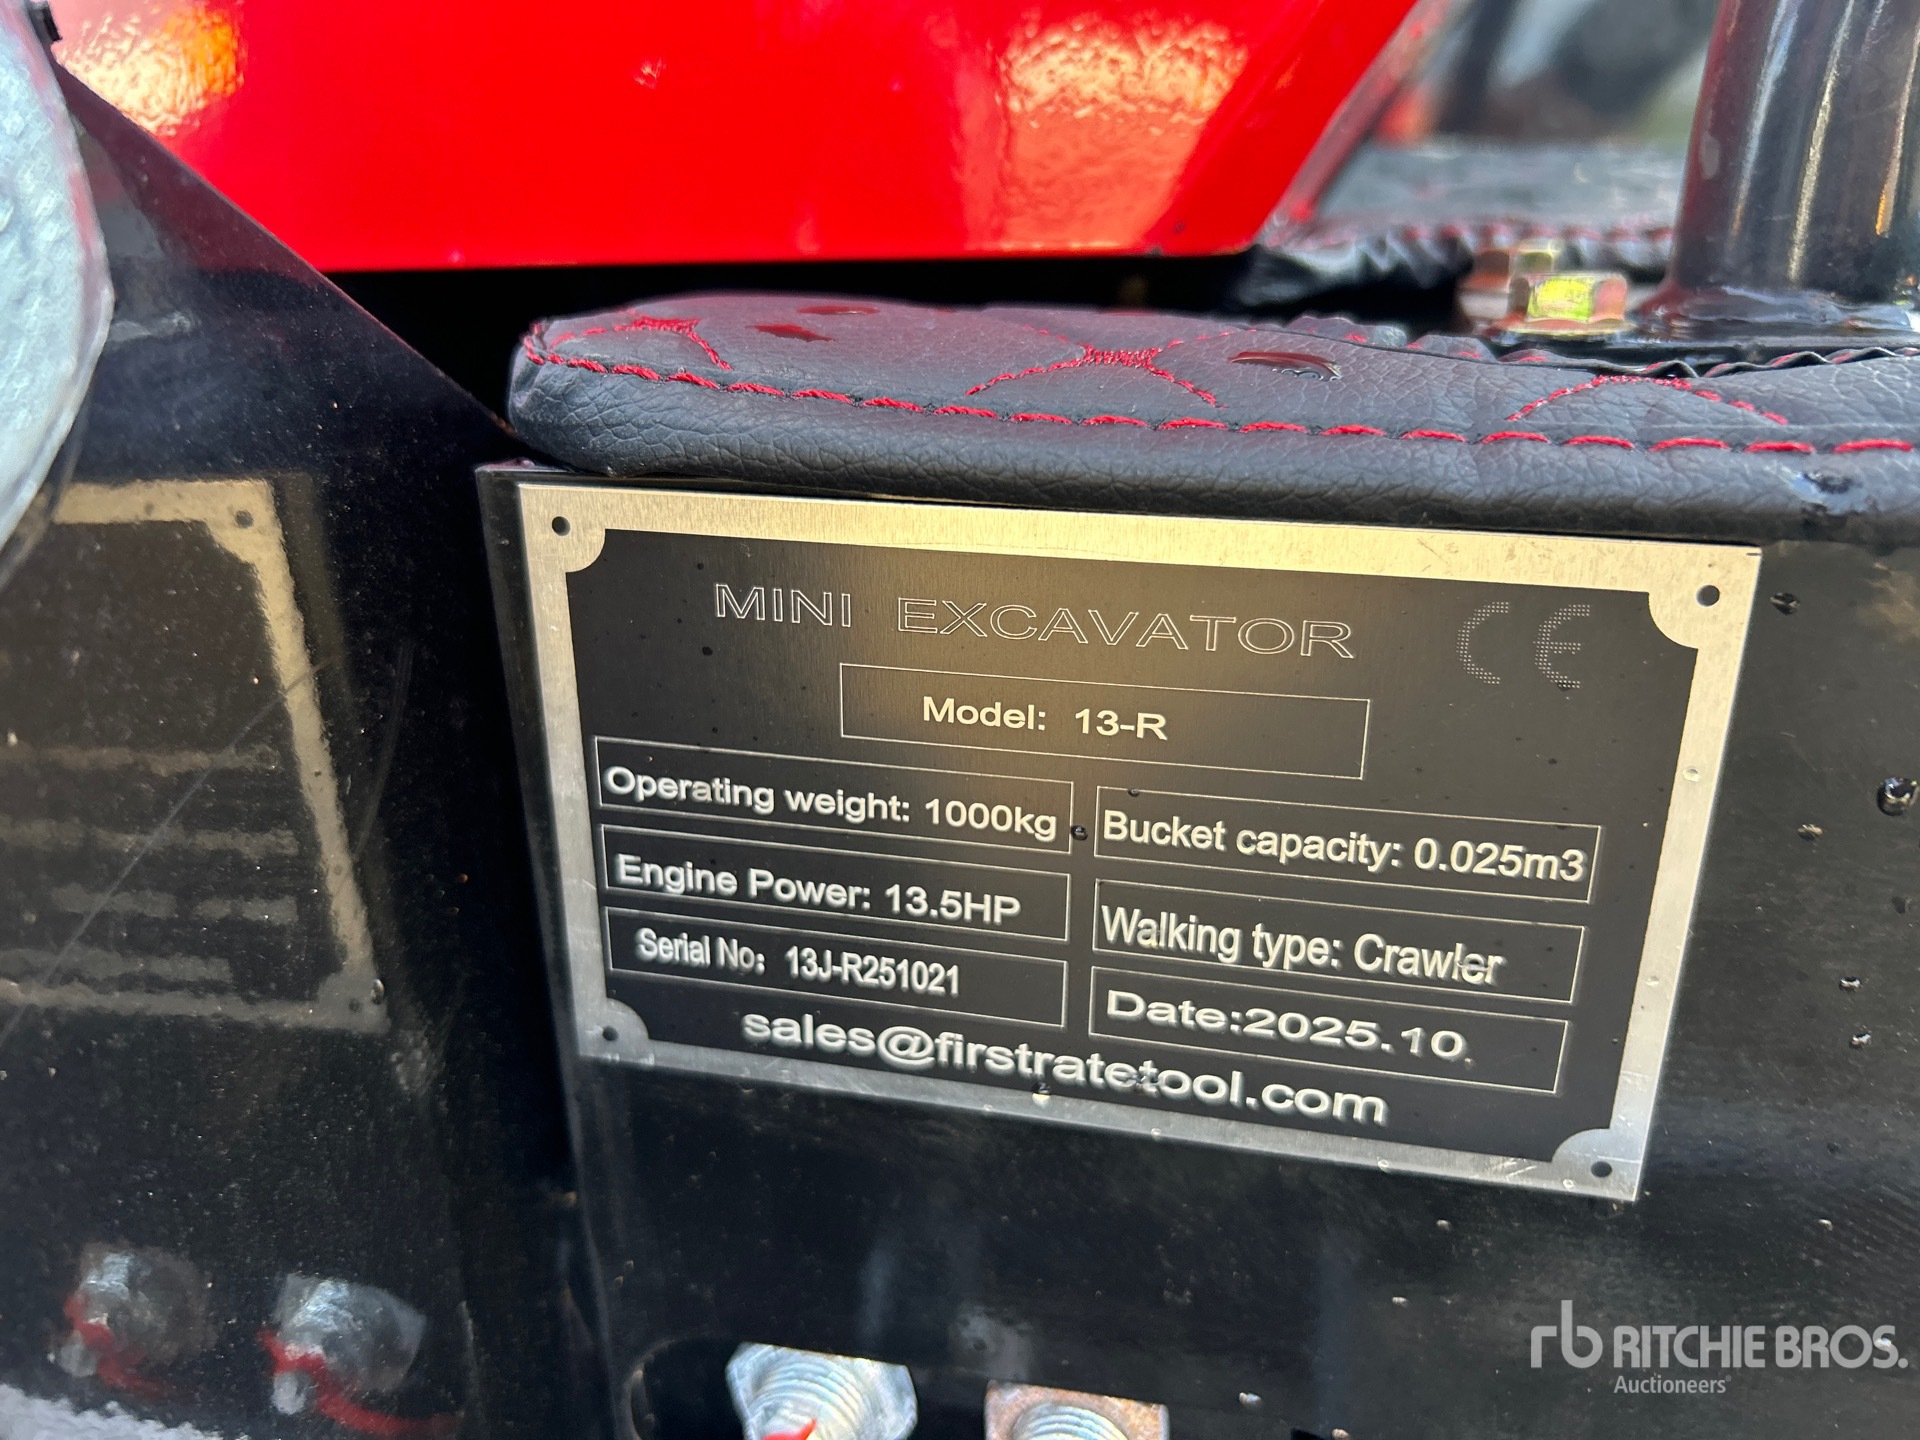 MINI EXCAVATOR CE
Model: 13-R
Operating weight: 1000kg
Bucket capacity: 0.025m3
Engine Power: 13.5HP
Walking type: Crawler
Serial No: 13J-R251021
Date:2025.10.
sales@firstratetool.com
rb RITCHIE BROS.
Auctioneers